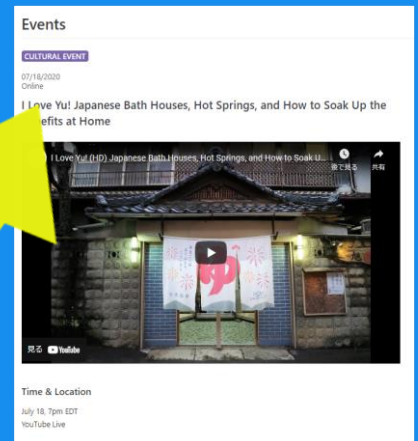 Events
CULTURAL EVENT
07/18/2020
Online
I Love Yu! Japanese Bath Houses, Hot Springs, and How to Soak Up the
at Home
I Love Yu! (HD) Japanese Bath Houses, Hot Springs, and How to Soak U...
後で見る
共有
ゆ
見る YouTube
Time & Location
July 18, 7pm EDT
YouTube Live